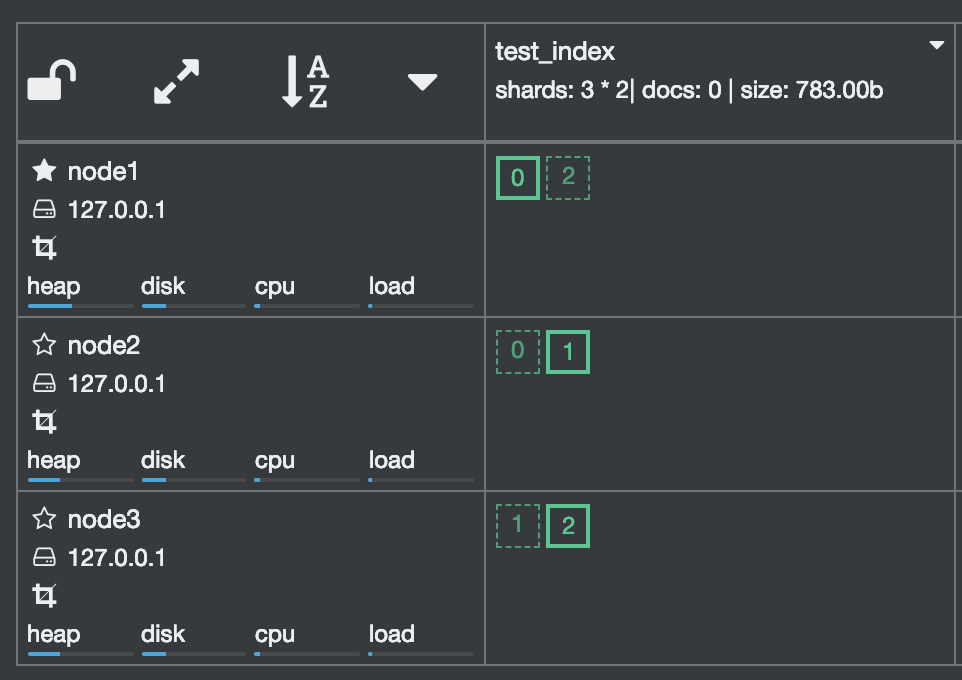 A
Z
test_index
shards: 3 * 2| docs: 0 | size: 783.00b
node1
127.0.0.1
heap disk cpu load
0 2
node2
127.0.0.1
heap disk cpu load
0 1
node3
127.0.0.1
heap disk cpu load
1 2